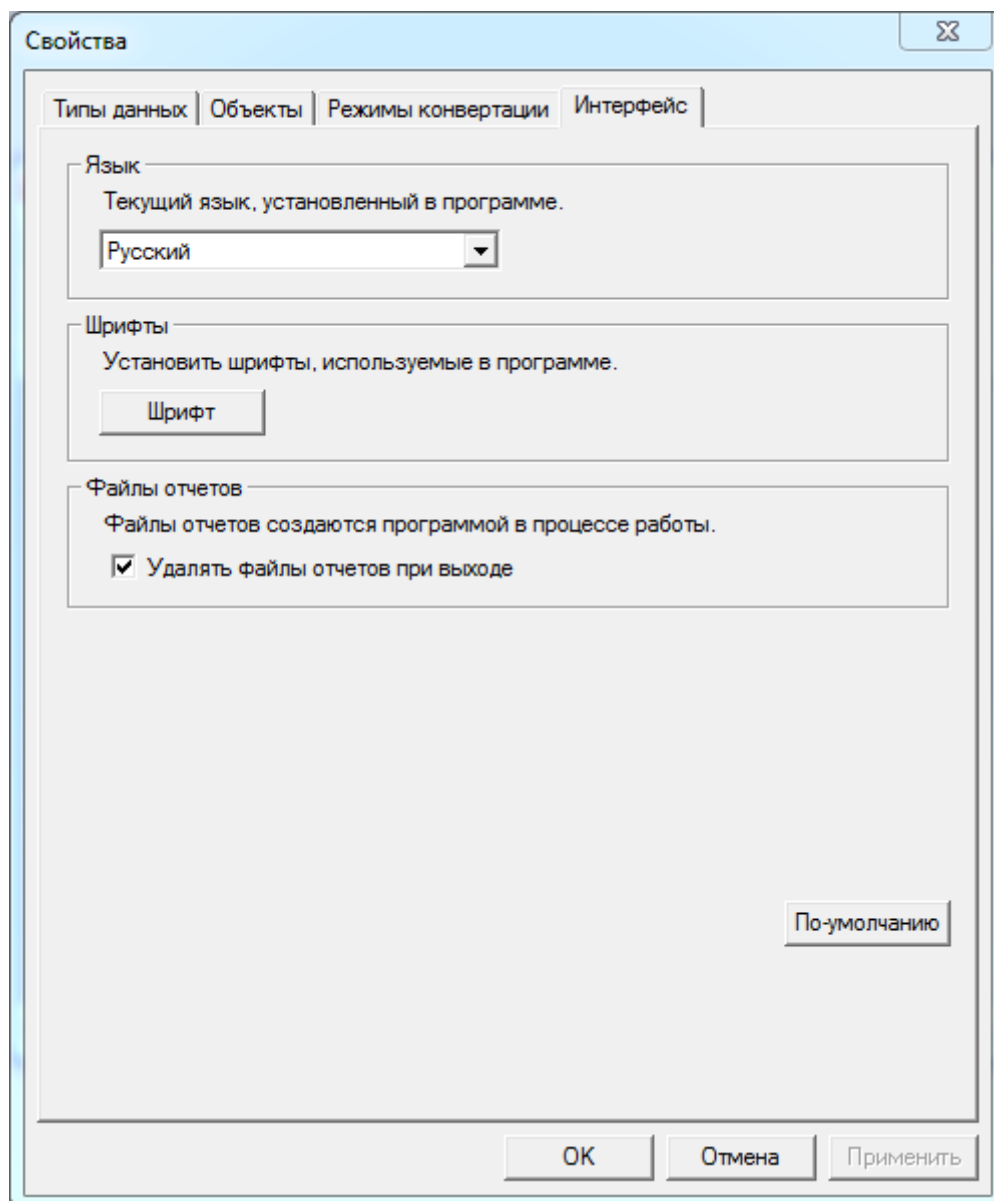 Свойства
Типы данных Объекты Режимы конвертации Интерфейс
Язык
Текущий язык, установленный в программе.
Русский
Шрифты
Установить шрифты, используемые в программе.
Шрифт
Файлы отчетов
Файлы отчетов создаются программой в процессе работы.
Удалять файлы отчетов при выходе
По-умолчанию
OK Отмена Применить